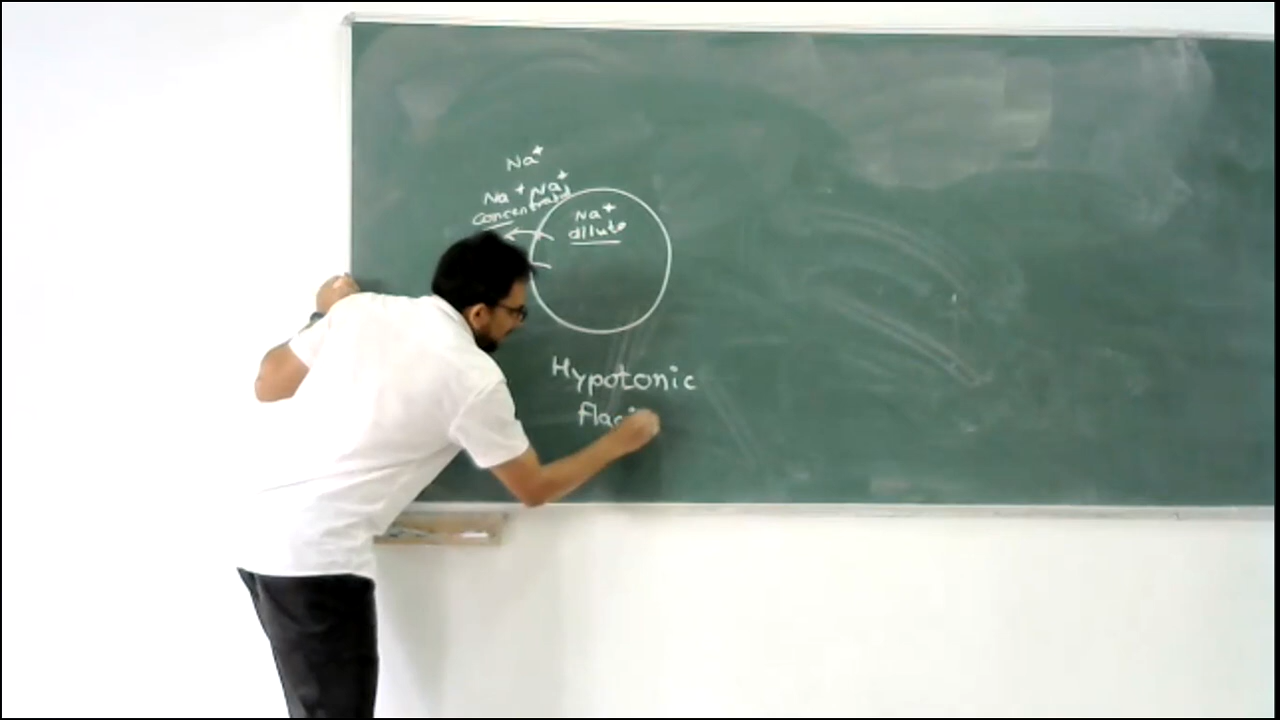 Na⁺
Na⁺ Na⁺
Concentrated
Na⁺
dilute
Hypotonic